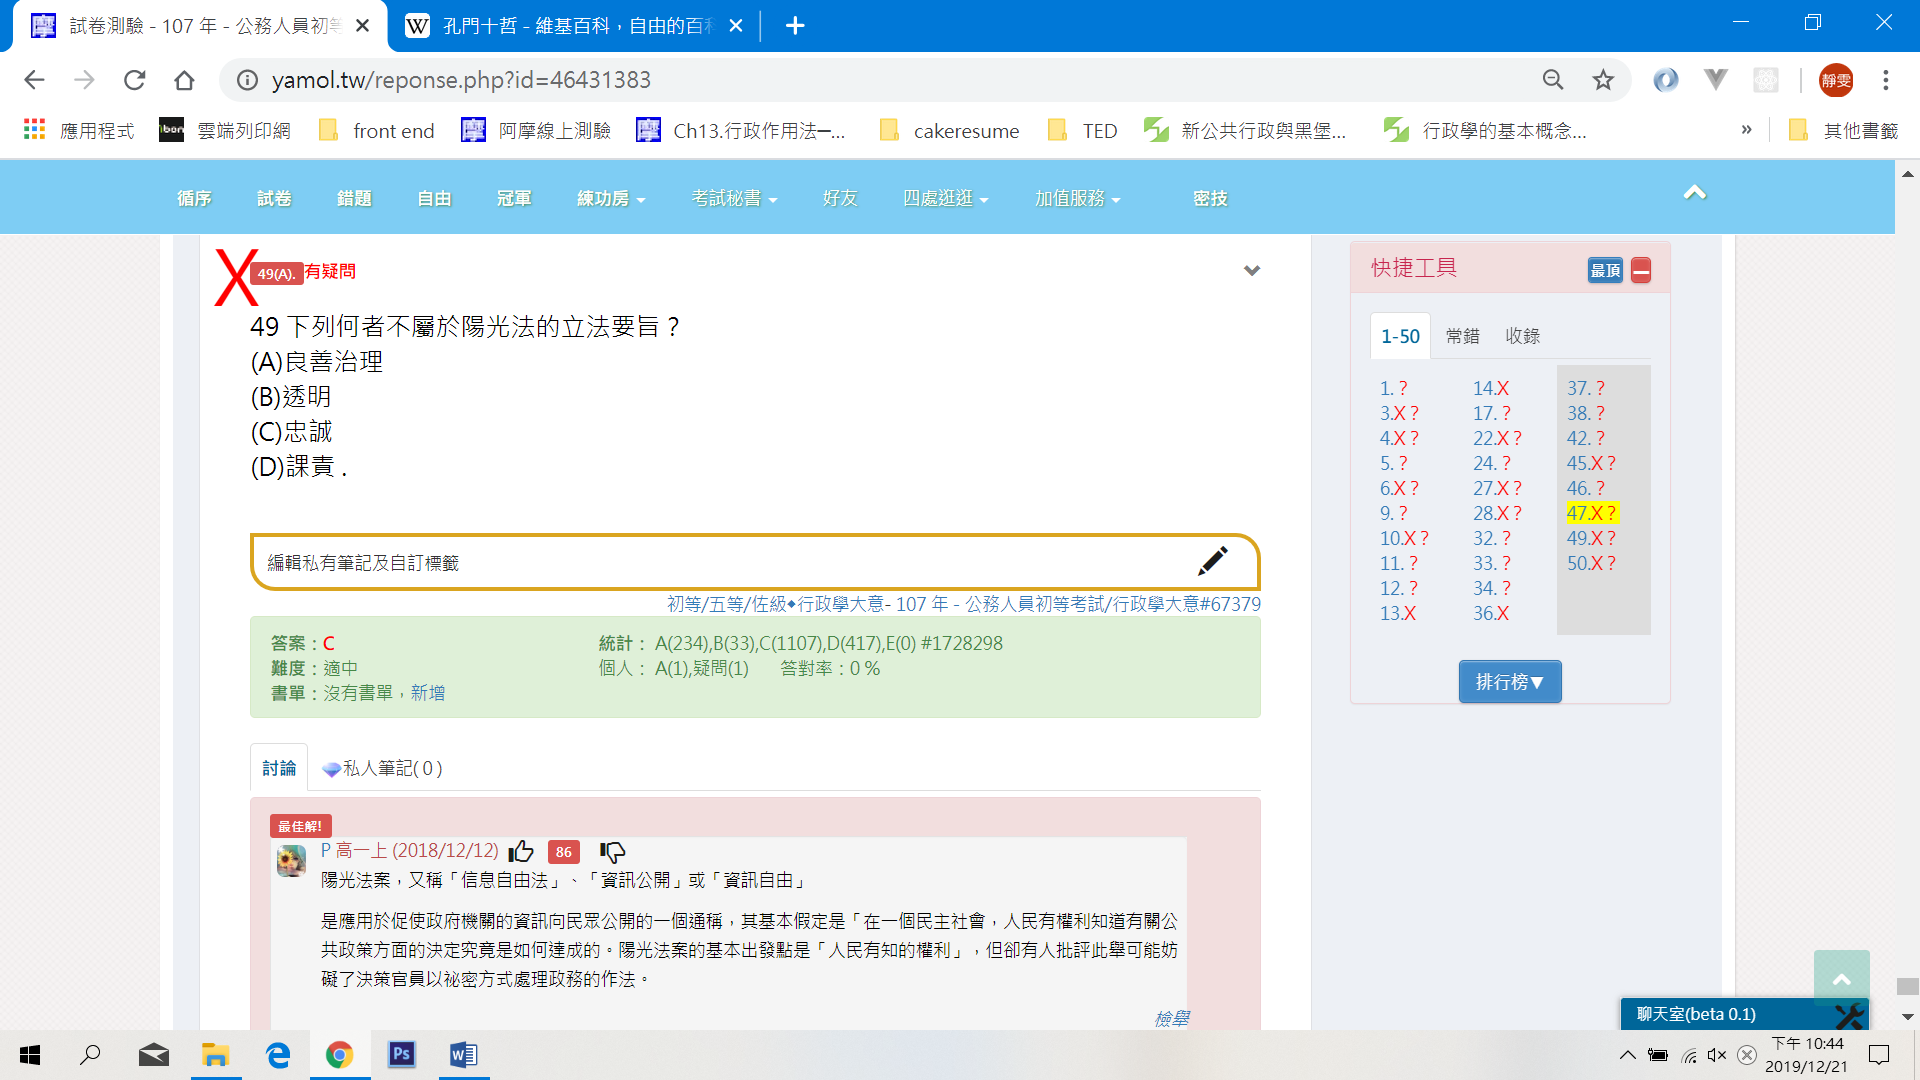 試卷測驗 - 107 年 - 公務人員初等
孔門十哲 - 維基百科，自由的百科
yamol.tw/reponse.php?id=46431383
靜雯
應用程式
ibon
雲端列印網
front end
阿摩線上測驗
Ch13.行政作用法─...
cakeresume
TED
新公共行政與黑堡...
行政學的基本概念...
»
其他書籤
循序
試卷
錯題
自由
冠軍
練功房
考試秘書
好友
四處逛逛
加值服務
密技
X 49(A). 有疑問
49 下列何者不屬於陽光法的立法要旨？
(A)良善治理
(B)透明
(C)忠誠
(D)課責 .
編輯私有筆記及自訂標籤
初等/五等/佐級◆行政學大意- 107 年 - 公務人員初等考試/行政學大意#67379
答案：C
統計： A(234),B(33),C(1107),D(417),E(0) #1728298
難度：適中
個人： A(1),疑問(1) 答對率：0 %
書單：沒有書單，新增
討論
私人筆記( 0 )
最佳解!
P 高一上 (2018/12/12)
86
陽光法案，又稱「信息自由法」、「資訊公開」或「資訊自由」
是應用於促使政府機關的資訊向民眾公開的一個通稱，其基本假定是「在一個民主社會，人民有權利知道有關公
共政策方面的決定究竟是如何達成的。陽光法案的基本出發點是「人民有知的權利」，但卻有人批評此舉可能妨
礙了決策官員以祕密方式處理政務的作法。
檢舉
快捷工具
最頂
1-50
常錯
收錄
1. ?
3.X ?
4.X ?
5. ?
6.X ?
9. ?
10.X ?
11. ?
12. ?
13.X
14.X
17. ?
22.X ?
24. ?
27.X ?
28.X ?
32. ?
33. ?
34. ?
36.X
37. ?
38. ?
42. ?
45.X ?
46. ?
47.X ?
49.X ?
50.X ?
排行榜▼
聊天室(beta 0.1)
Ps
下午 10:44
2019/12/21